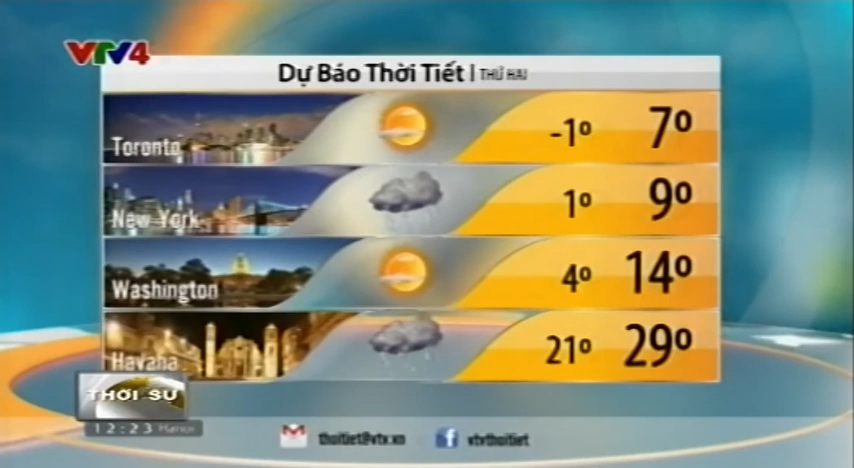 VTV4
Dự Báo Thời Tiết | THỨ HAI
Toronto -1º 7º
New York 1º 9º
Washington 4º 14º
Havana 21º 29º
THỜI SỰ
12:23 Hanoi
thoitiet@vtv.vn vtvthoitiet